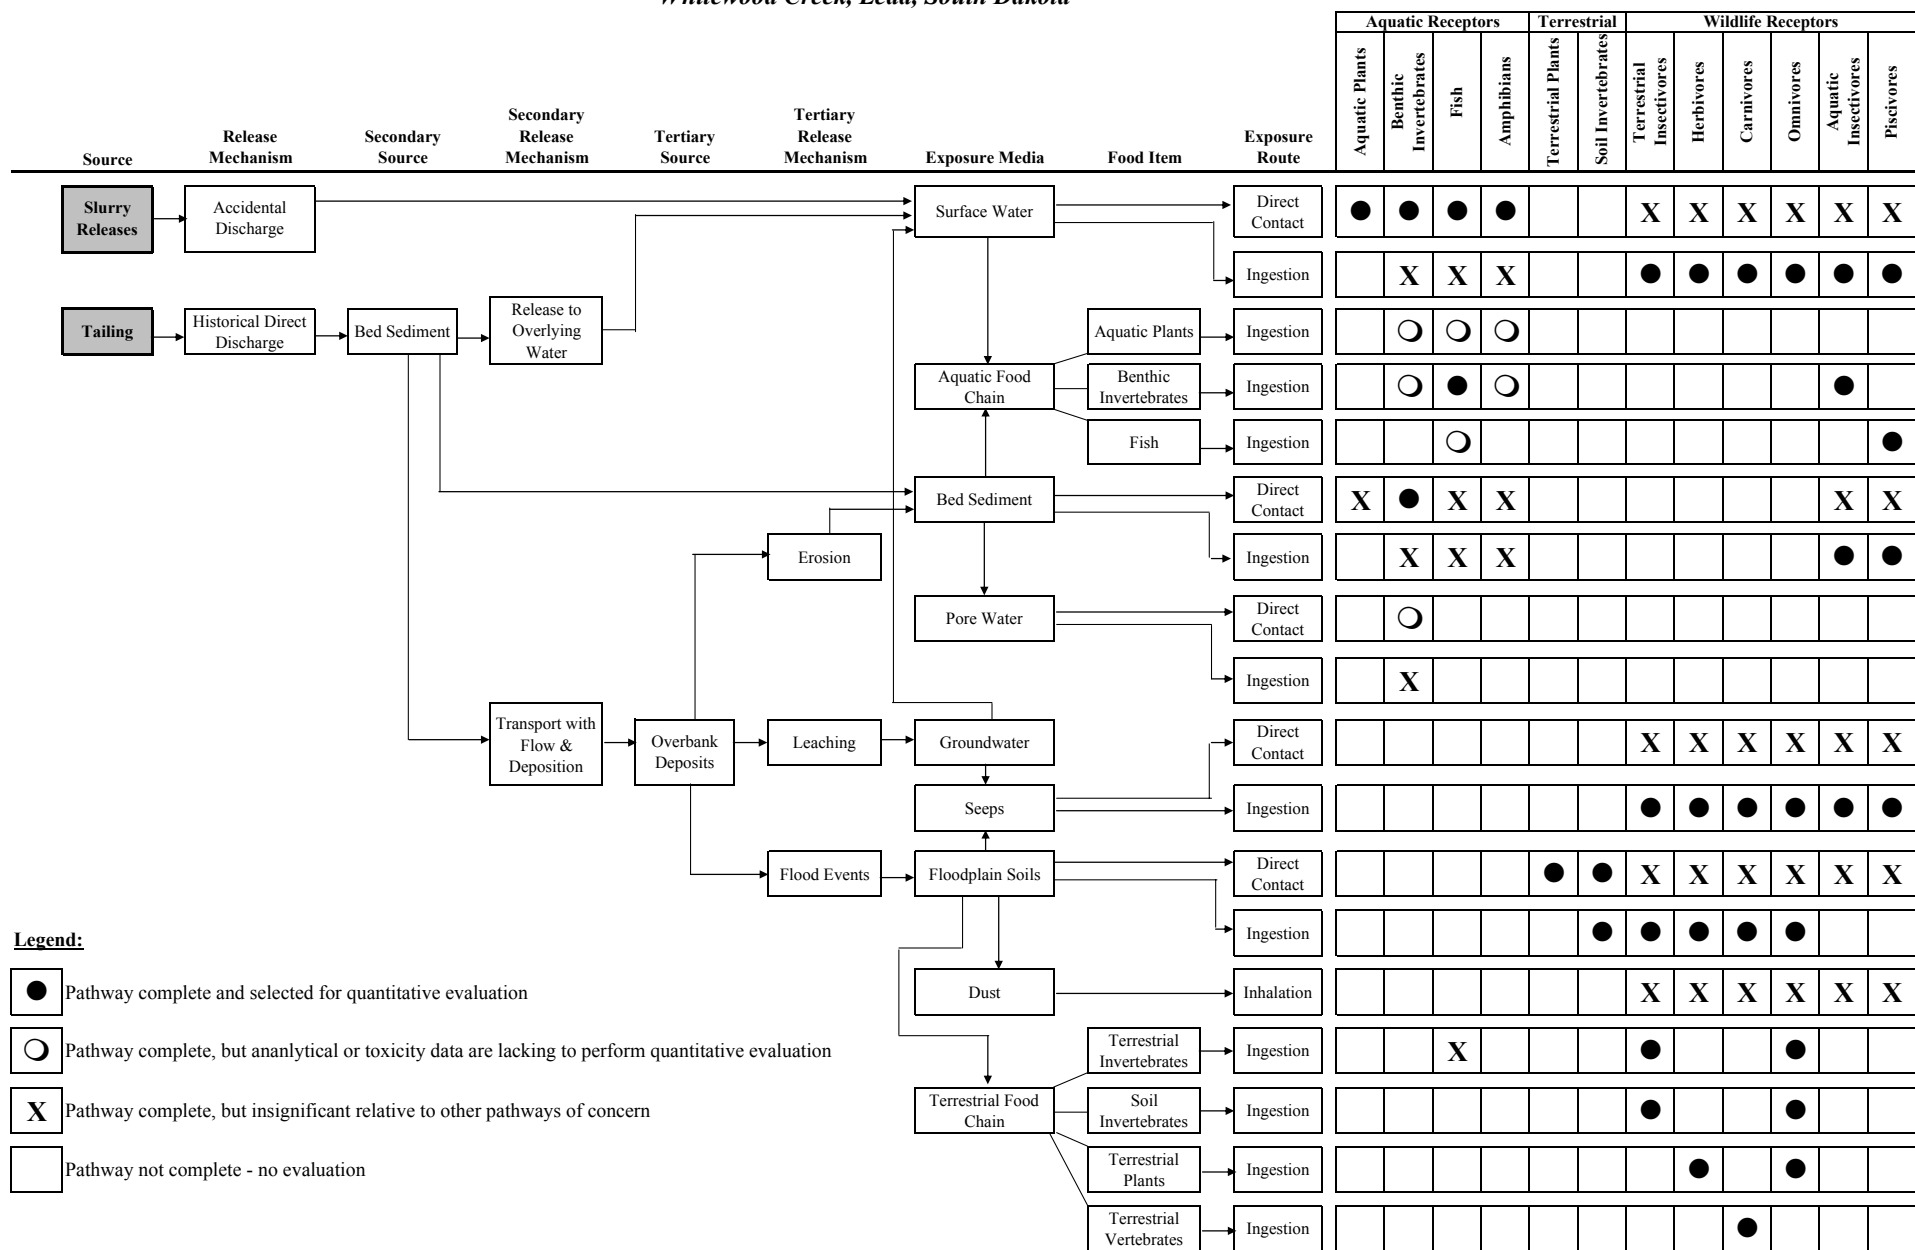 Whitewood Creek, Lead, South Dakota
Aquatic Receptors
Terrestrial
Wildlife Receptors
Source
Release
Mechanism
Secondary
Source
Secondary
Release
Mechanism
Tertiary
Source
Tertiary
Release
Mechanism
Exposure Media
Food Item
Exposure
Route
Aquatic Plants
Benthic
Invertebrates
Fish
Amphibians
Terrestrial Plants
Soil Invertebrates
Terrestrial
Insectivores
Herbivores
Carnivores
Omnivores
Aquatic
Insectivores
Piscivores
Slurry
Releases
Accidental
Discharge
Surface Water
Direct
Contact
X X X X X X
Ingestion
X X X
Tailing
Historical Direct
Discharge
Bed Sediment
Release to
Overlying
Water
Aquatic Plants
Ingestion
Aquatic Food
Chain
Benthic
Invertebrates
Ingestion
Fish
Ingestion
Bed Sediment
Direct
Contact
X X X X X
Erosion
Ingestion
X X X
Pore Water
Direct
Contact
Ingestion
X
Transport with
Flow &
Deposition
Overbank
Deposits
Leaching
Groundwater
Direct
Contact
X X X X X X
Seeps
Ingestion
Flood Events
Floodplain Soils
Direct
Contact
X X X X X X
Ingestion
Dust
Inhalation
X X X X X X
Terrestrial
Invertebrates
Ingestion
X
Terrestrial Food
Chain
Soil
Invertebrates
Ingestion
Terrestrial
Plants
Ingestion
Terrestrial
Vertebrates
Ingestion
Legend:
Pathway complete and selected for quantitative evaluation
Pathway complete, but ananlytical or toxicity data are lacking to perform quantitative evaluation
X Pathway complete, but insignificant relative to other pathways of concern
Pathway not complete - no evaluation